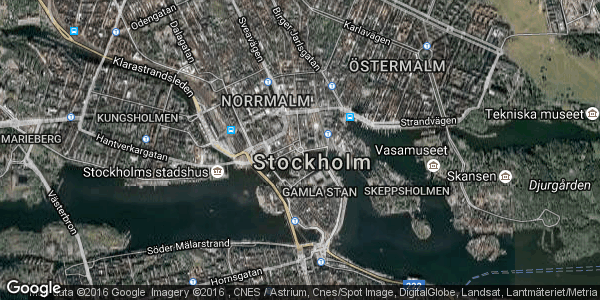 Odengatan
Dalagatan
Sveavägen
Birger Jarlsgatan
Karlavägen
Klarastrandsleden
ÖSTERMALM
NORRMALM
KUNGSHOLMEN
Strandvägen
Tekniska museet
MARIEBERG
Hantverkargatan
Vasamuseet
Stockholm
Stockholms stadshus
Skansen
GAMLA STAN
SKEPPSHOLMEN
Djurgården
Västerbron
Söder Mälarstrand
Hornsgatan
222
Google
©2016 Google Imagery ©2016 , CNES / Astrium, Cnes/Spot Image, DigitalGlobe, Landsat, Lantmäteriet/Metria